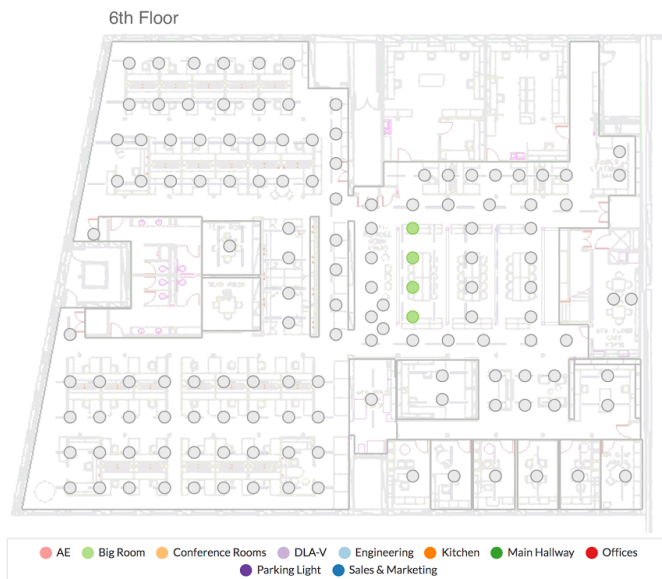 6th Floor
AE Big Room Conference Rooms DLA-V Engineering Kitchen Main Hallway Offices
Parking Light Sales & Marketing